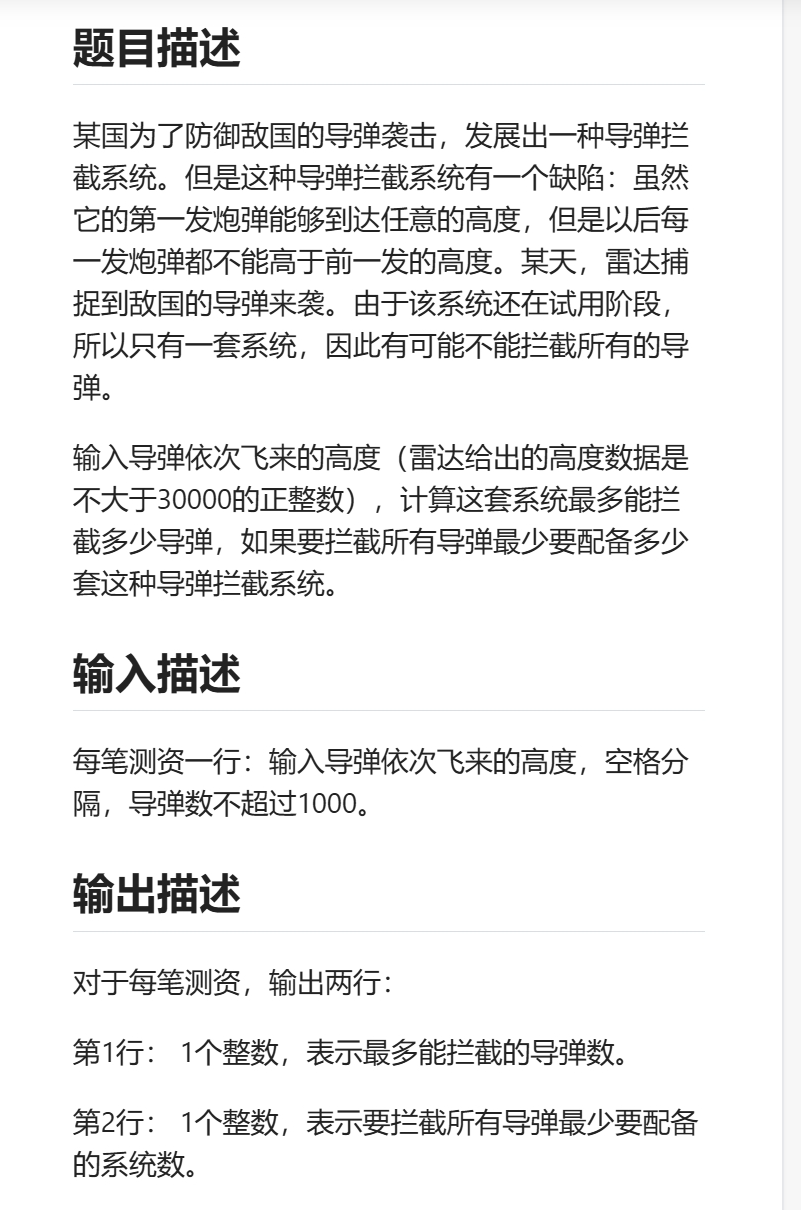 题目描述
某国为了防御敌国的导弹袭击，发展出一种导弹拦
截系统。但是这种导弹拦截系统有一个缺陷：虽然
它的第一发炮弹能够到达任意的高度，但是以后每
一发炮弹都不能高于前一发的高度。某天，雷达捕
捉到敌国的导弹来袭。由于该系统还在试用阶段，
所以只有一套系统，因此有可能不能拦截所有的导
弹。
输入导弹依次飞来的高度（雷达给出的高度数据是
不大于30000的正整数），计算这套系统最多能拦
截多少导弹，如果要拦截所有导弹最少要配备多少
套这种导弹拦截系统。
输入描述
每笔测资一行：输入导弹依次飞来的高度，空格分
隔，导弹数不超过1000。
输出描述
对于每笔测资，输出两行：
第1行： 1个整数，表示最多能拦截的导弹数。
第2行： 1个整数，表示要拦截所有导弹最少要配备
的系统数。